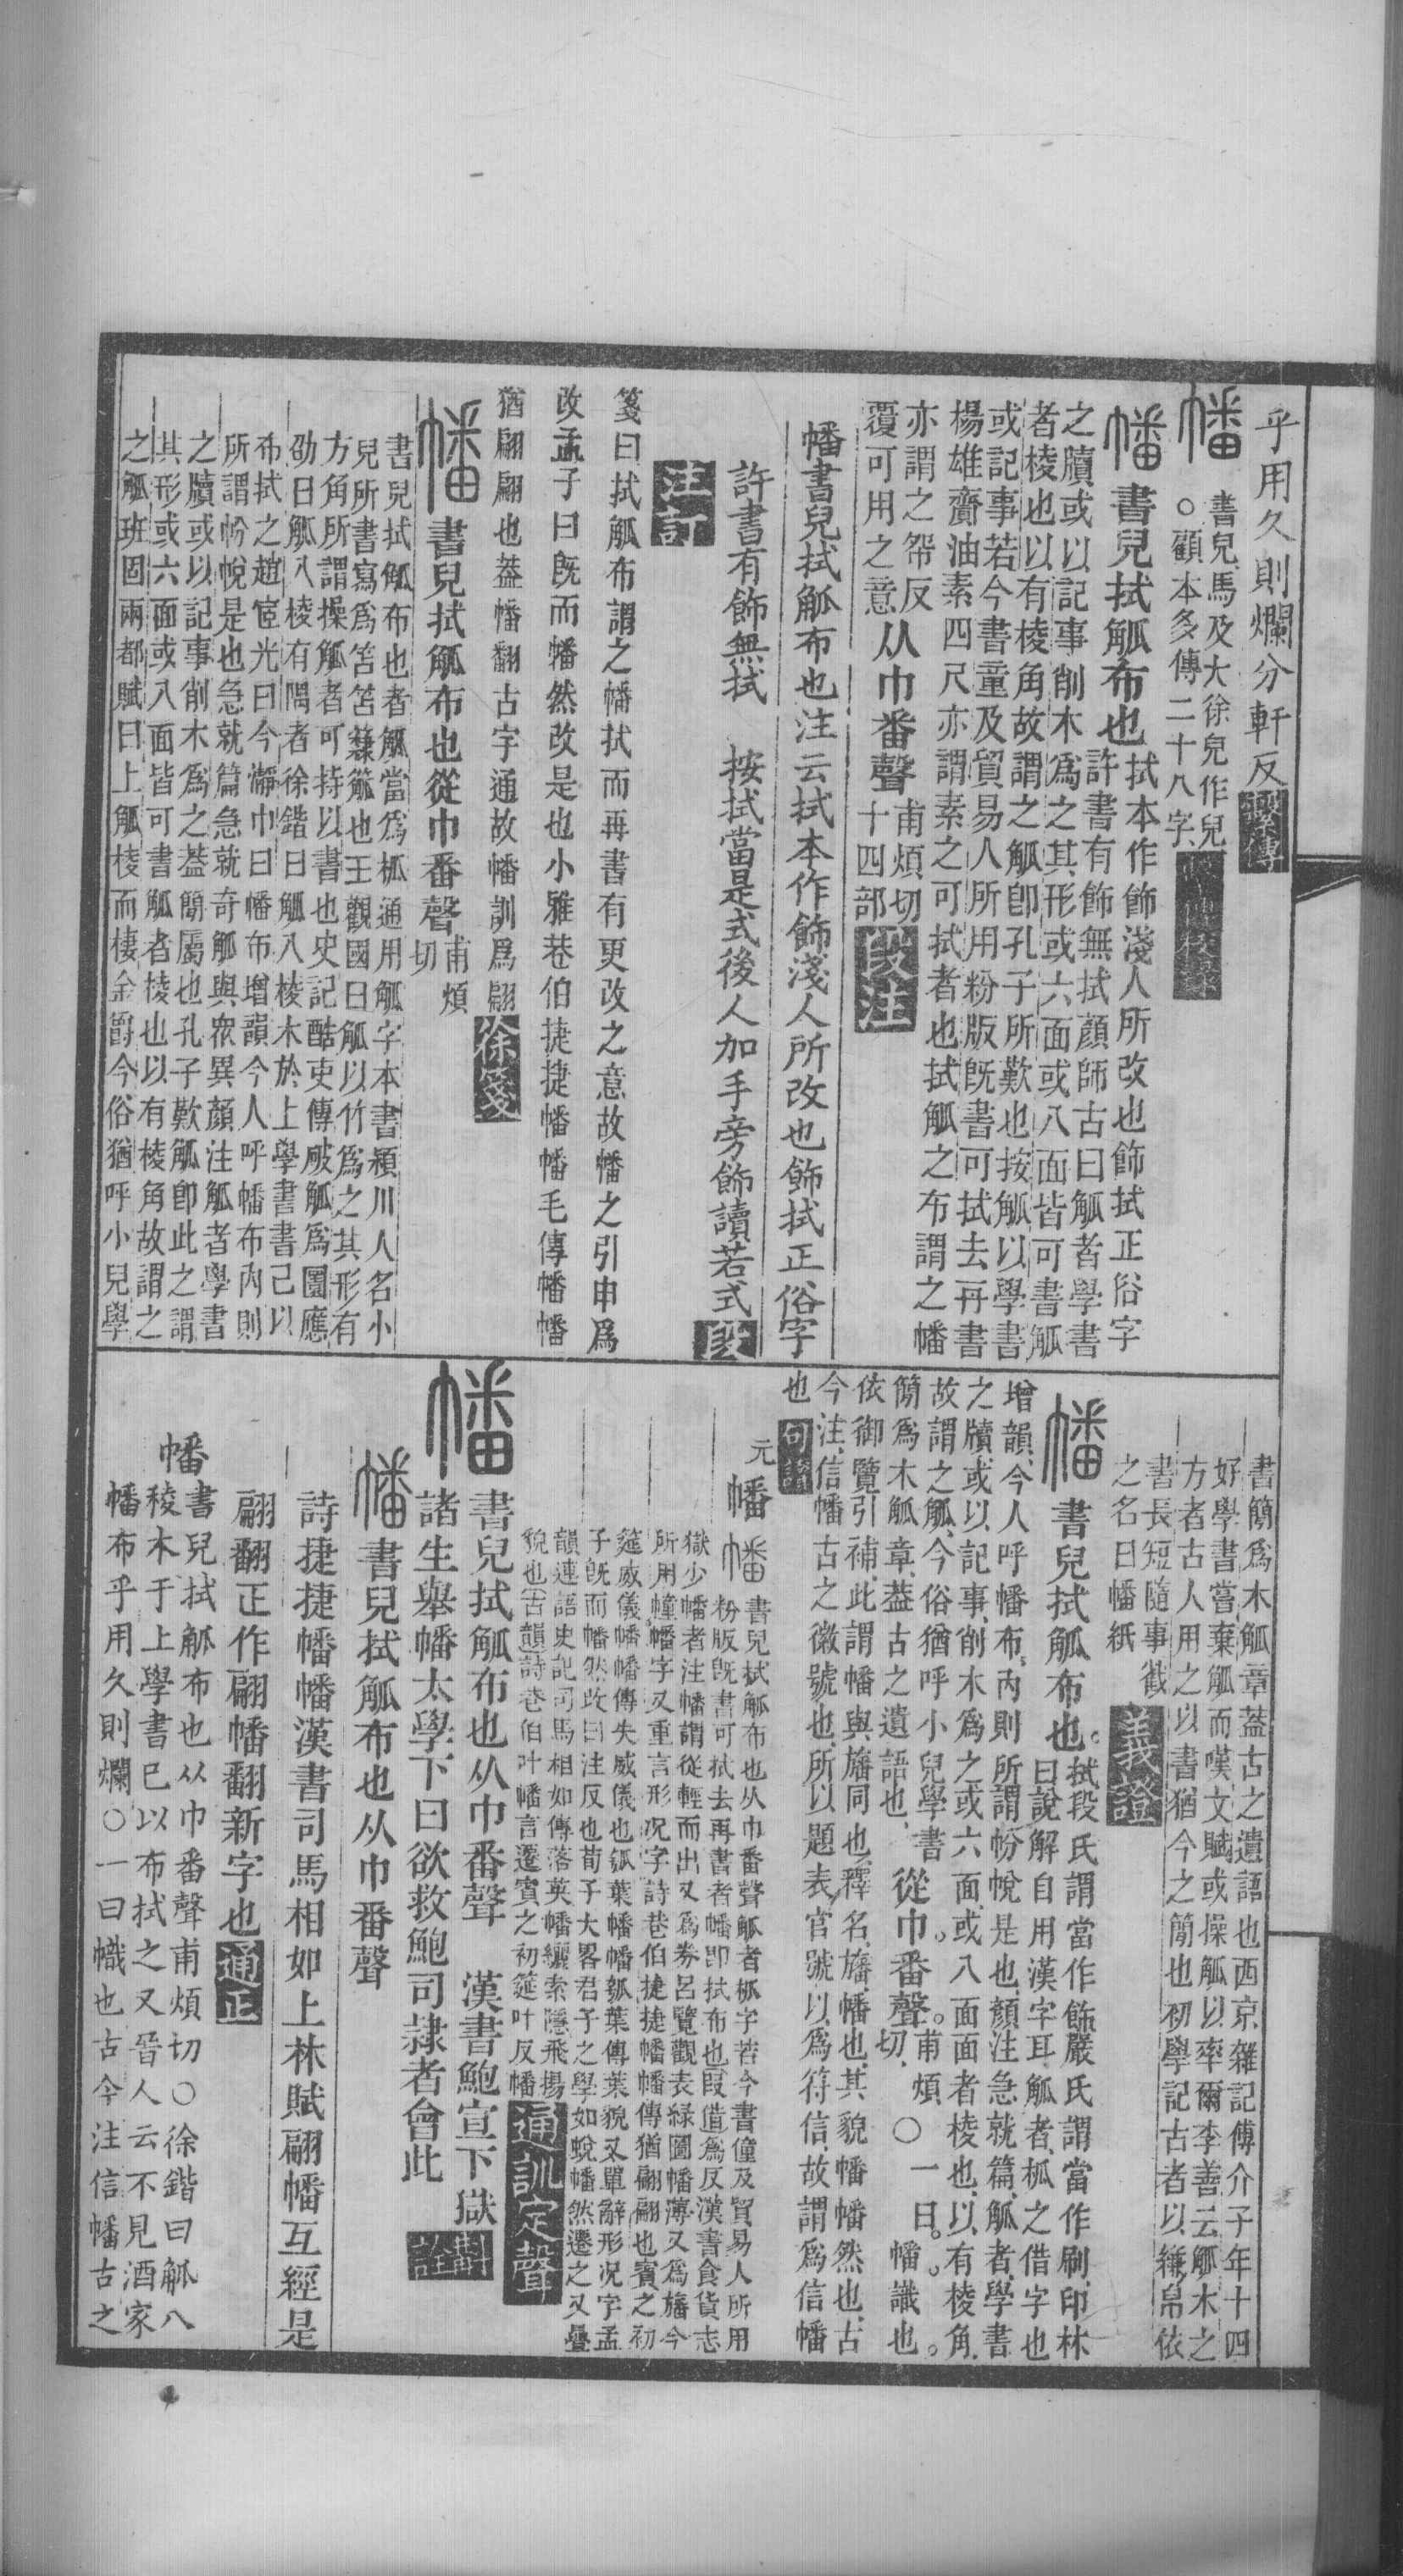 乎用久則爛分軒反 繫傳
幡 書兒馬及大徐兒作兒
○顧本多傳二十八字
幡 書兒拭觚布也 拭本作飾淺人所改也飾拭正俗字
許書有飾無拭顏師古曰觚者學書
之牘或以記事削木爲之其形或六面或八面皆可書觚
者棱也以有棱角故謂之觚卽孔子所歎也按觚以學書
或記事若今書童及貿易人所用粉版旣書可拭去再書
楊雄齎油素四尺亦謂素之可拭者也拭觚之布謂之幡
亦謂之帤反
覆可用之意 从巾番聲 甫煩切
十四部 段注
幡書兒拭觚布也注云拭本作飾淺人所改也飾拭正俗字
許書有飾無拭 按拭當是式後人加手旁飾讀若式 段
注訂
箋曰拭觚布謂之幡拭而再書有更改之意故幡之引申爲
改孟子曰旣而幡然改是也小雅巷伯捷捷幡幡毛傳幡幡
猶翩翩也葢幡翻古字通故幡訓爲翩 徐箋
幡 書兒拭觚布也從巾番聲 甫煩
切
書兒拭觚布也者觚當爲柧通用觚字本書潁川人名小
兒所書寫爲笘笘籱觚也王觀國曰觚以竹爲之其形有
方角所謂操觚者可持以書也史記酷吏傳破觚爲圜應
劭曰觚八棱有隅者徐鍇曰觚八棱木於上學書書已以
布拭之趙宧光曰今㡠巾曰幡布增韻今人呼幡布內則
所謂帉帨是也急就篇急就奇觚與衆異顏注觚者學書
之牘或以記事削木爲之葢簡屬也孔子歎觚卽此之謂
其形或六面或八面皆可書觚者棱也以有棱角故謂之
之觚班固兩都賦曰上觚棱而棲金爵今俗猶呼小兒學
書簡爲木觚章葢古之遺語也西京雜記傅介子年十四
好學書嘗棄觚而嘆文賦或操觚以率爾李善云觚木之
方者古人用之以書猶今之簡也初學記古者以縑帛依
書長短隨事截
之名曰幡紙 義證
幡 書兒拭觚布也。 拭段氏謂當作飾嚴氏謂當作刷印林
曰說解自用漢字耳觚者柧之借字也
增韻今人呼幡布內則所謂帉帨是也顏注急就篇觚者學書
之牘或以記事削木爲之或六面或八面面者棱也以有棱角
故謂之觚今俗猶呼小兒學書
簡爲木觚章葢古之遺語也 從巾。番聲。 甫煩
切 ○一曰。幡識也。
依御覽引補此謂幡與旛同也釋名旛幡也其貌幡幡然也古
今注信幡古之徽號也所以題表官號以爲符信故謂爲信幡
也 句讀
元 幡 幡 書兒拭觚布也从巾番聲觚者柧字若今書僮及貿易人所用
粉版旣書可拭去再書者幡卽拭布也 叚借爲反漢書食貨志
獄少幡者注幡謂從輕而出又爲券呂覽觀表綠圖幡薄又爲旛今
所用幢幡字又重言形况字詩巷伯捷捷幡幡傳猶翩翩也賓之初
筵威儀幡幡傳失威儀也瓠葉幡幡瓠葉傳葉貌又單辭形况字孟
子旣而幡然改曰注反也荀子大畧君子之學如蛻幡然遷之又疊
韻連語史記司馬相如傳落英幡纚索隱飛揚
貌也 古韻 詩巷伯叶幡言遷賓之初筵叶反幡 通訓定聲
幡 書兒拭觚布也从巾番聲 漢書鮑宣下獄
諸生舉幡太學下曰欲救鮑司隸者會此 斠詮
幡 書兒拭觚布也从巾番聲
詩捷捷幡幡漢書司馬相如上林賦翩幡互經是
翩翻正作翩幡翻新字也 通正
幡 書兒拭觚布也从巾番聲甫煩切○徐鍇曰觚八
稜木于上學書已以布拭之又晉人云不見酒家
幡布乎用久則爛○一曰幟也古今注信幡古之